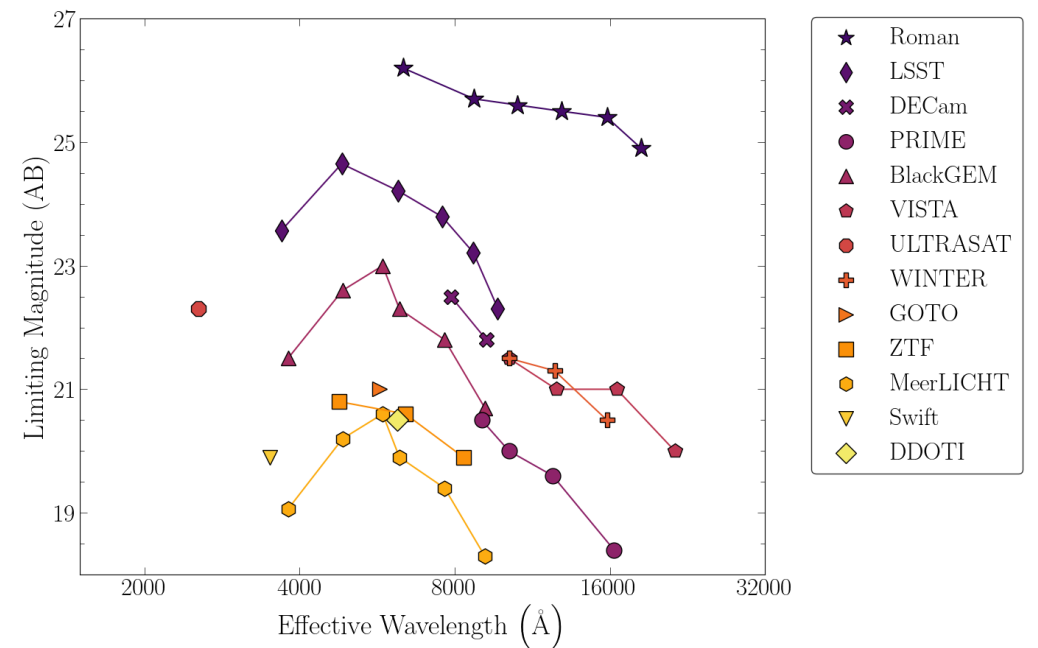 27
25
23
21
19
Limiting Magnitude (AB)
2000
4000
8000
16000
32000
Effective Wavelength (Å)
Roman
LSST
DECam
PRIME
BlackGEM
VISTA
ULTRASAT
WINTER
GOTO
ZTF
MeerLICHT
Swift
DDOTI